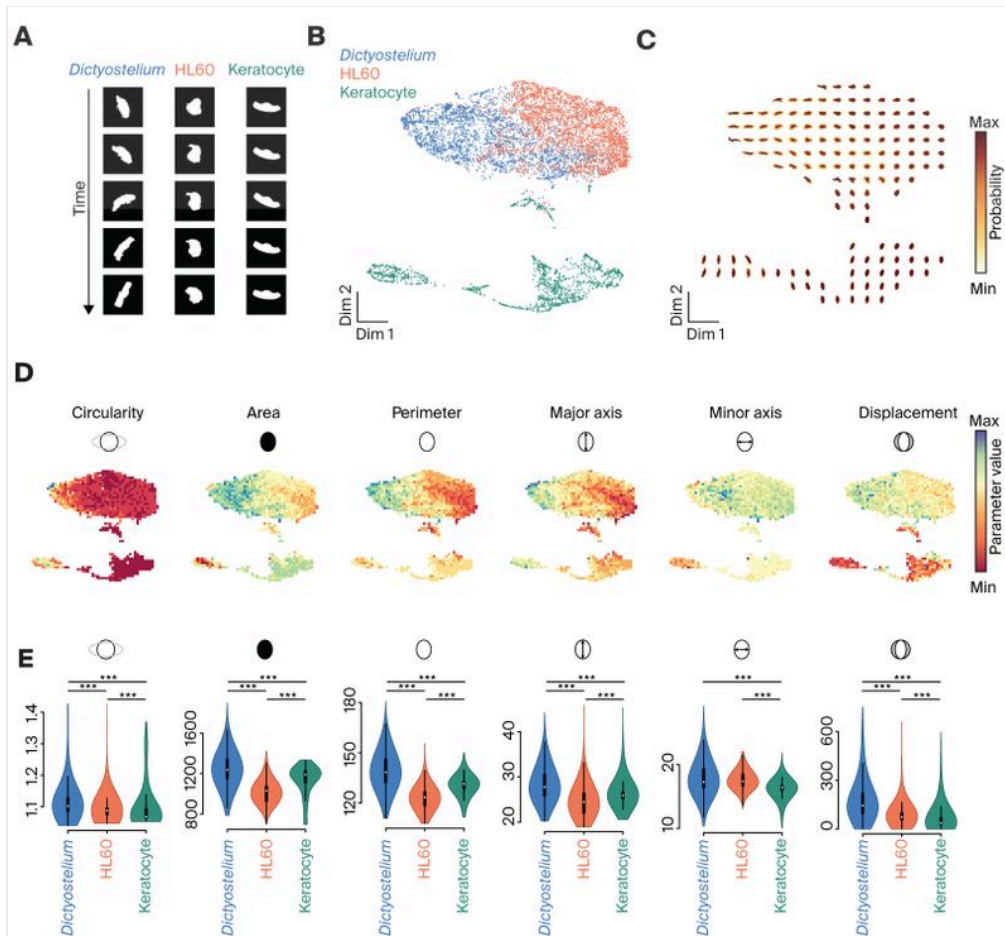 A
Dictyostelium HL60 Keratocyte
Time
B
Dictyostelium
HL60
Keratocyte
Dim 2
Dim 1
C
Max
Probability
Min
Dim 2
Dim 1
D
Circularity Area Perimeter Major axis Minor axis Displacement
Max
Parameter value
Min
E
*** *** ***
1.4
1.3
1.2
1.1
Dictyostelium
HL60
Keratocyte
*** *** ***
1600
1200
800
Dictyostelium
HL60
Keratocyte
*** *** ***
180
150
120
Dictyostelium
HL60
Keratocyte
*** *** ***
40
30
20
Dictyostelium
HL60
Keratocyte
*** ***
20
10
Dictyostelium
HL60
Keratocyte
*** *** ***
600
300
0
Dictyostelium
HL60
Keratocyte